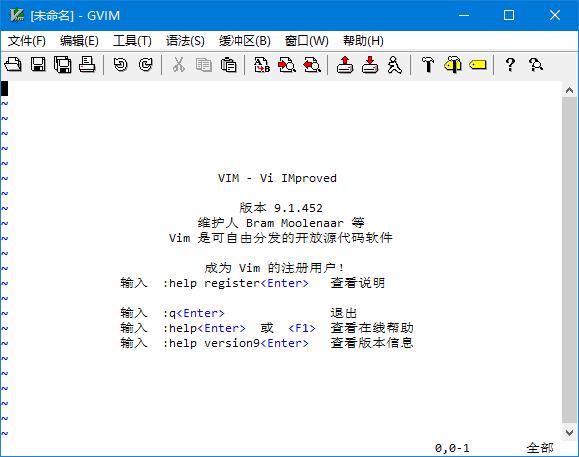 [未命名] - GVIM
文件(F) 编辑(E) 工具(T) 语法(S) 缓冲区(B) 窗口(W) 帮助(H)
~
~
~
~
~
~ VIM - Vi IMproved
~
~ 版本 9.1.452
~ 维护人 Bram Moolenaar 等
~ Vim 是可自由分发的开放源代码软件
~
~ 成为 Vim 的注册用户!
~ 输入 :help register<Enter> 查看说明
~
~ 输入 :q<Enter> 退出
~ 输入 :help<Enter> 或 <F1> 查看在线帮助
~ 输入 :help version9<Enter> 查看版本信息
~
~
~
~
~
~
0,0-1 全部